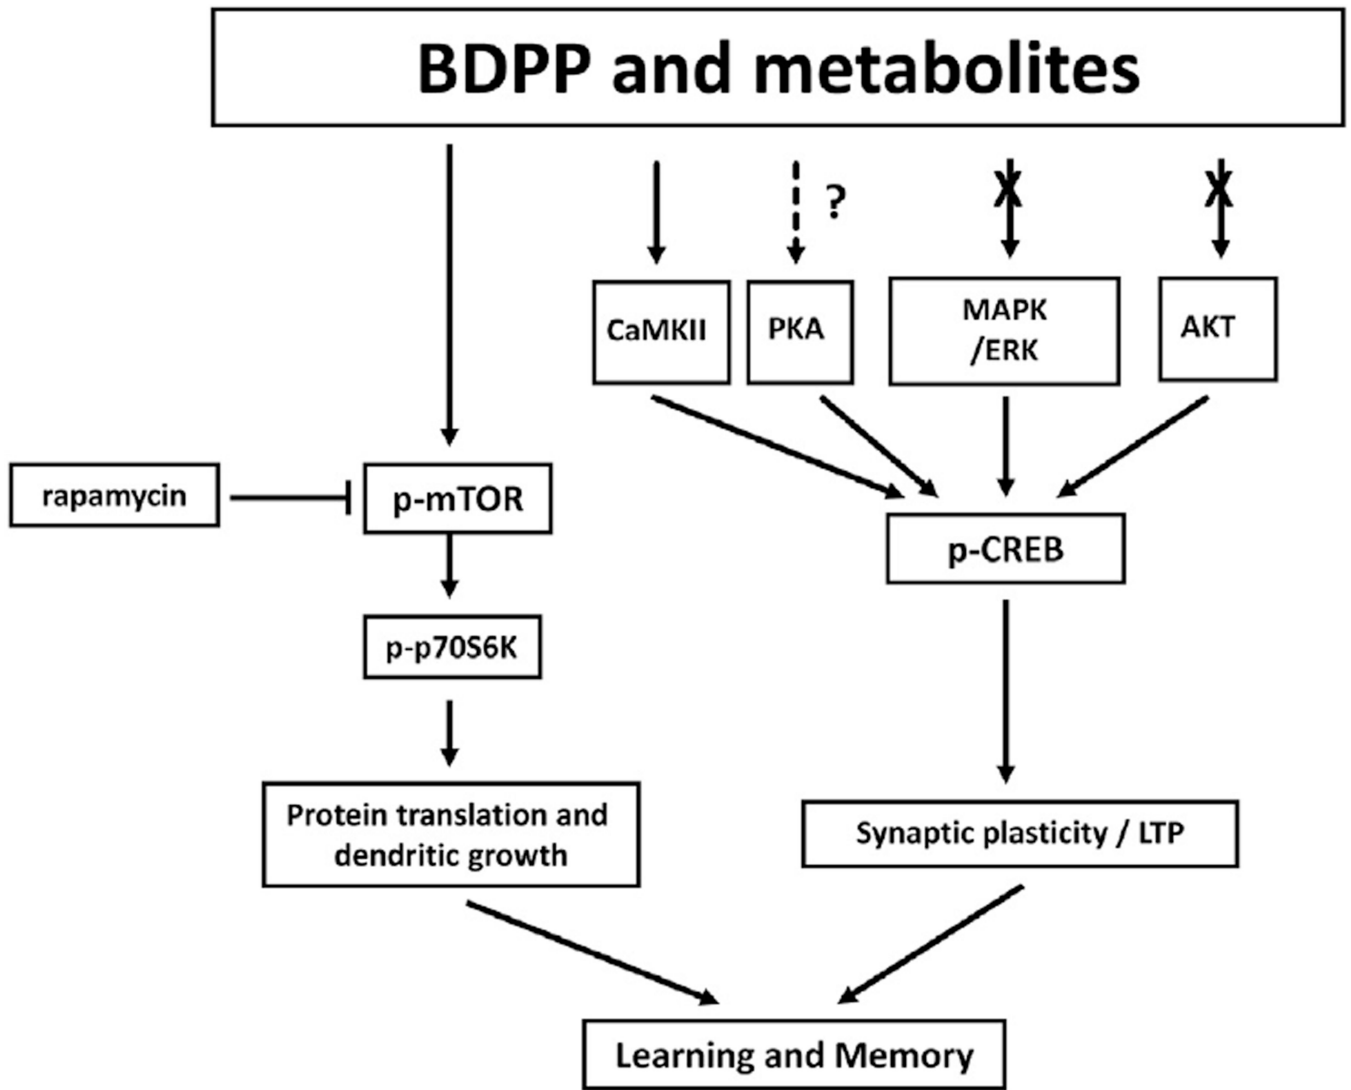 BDPP and metabolites
?
X
X
CaMKII
PKA
MAPK
/ERK
AKT
rapamycin
p-mTOR
p-CREB
p-p70S6K
Protein translation and
dendritic growth
Synaptic plasticity / LTP
Learning and Memory